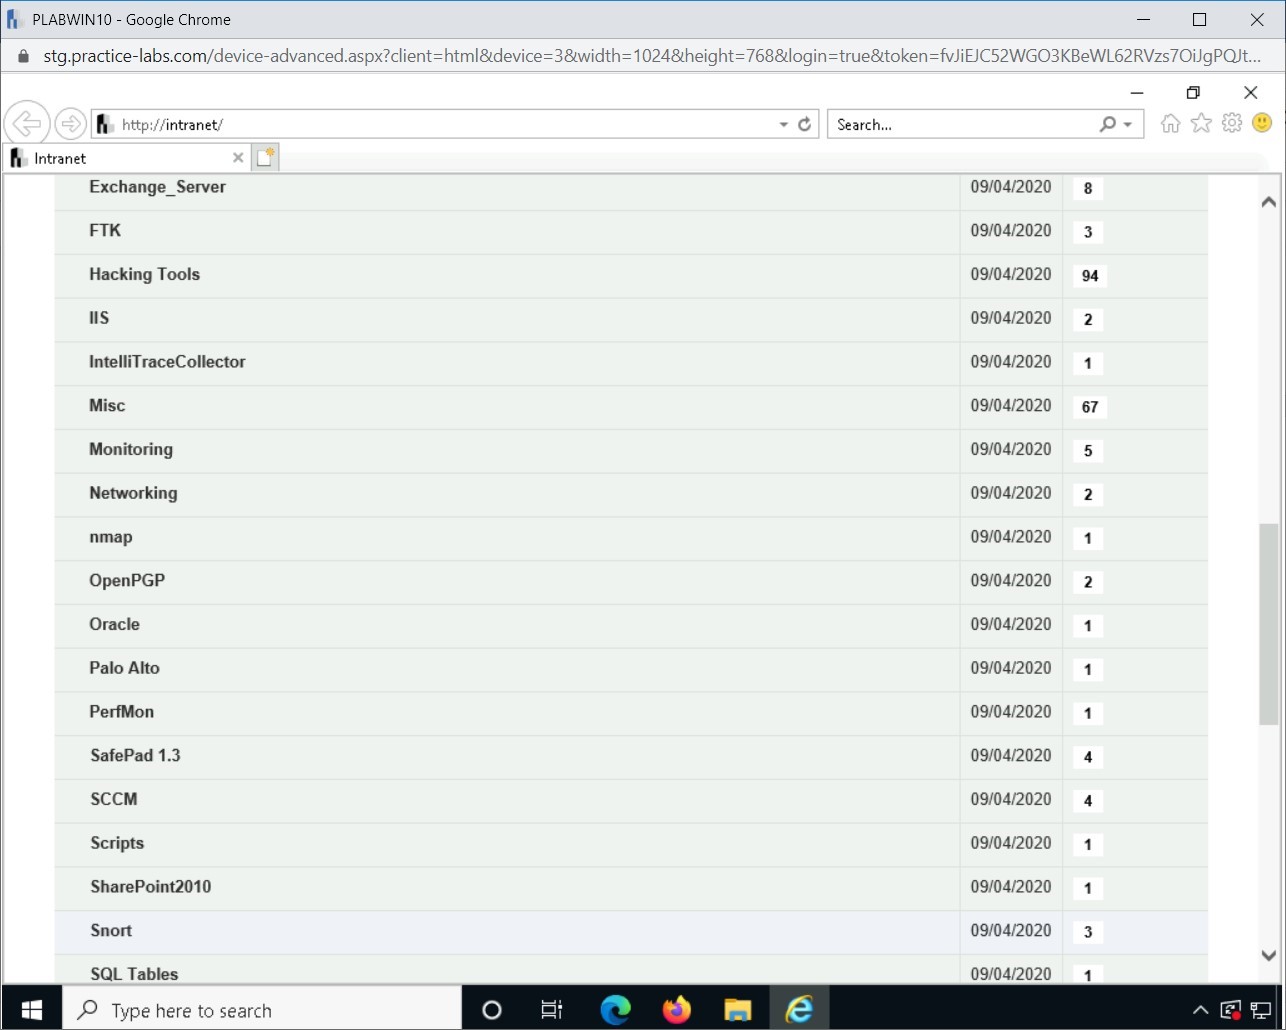 PLABWIN10 - Google Chrome
stg.practice-labs.com/device-advanced.aspx?client=html&device=3&width=1024&height=768&login=true&token=fvJiEJC52WGO3KBeWL62RVzs7OiJgPQJt...
http://intranet/ Search...
Intranet
Exchange_Server 09/04/2020 8
FTK 09/04/2020 3
Hacking Tools 09/04/2020 94
IIS 09/04/2020 2
IntelliTraceCollector 09/04/2020 1
Misc 09/04/2020 67
Monitoring 09/04/2020 5
Networking 09/04/2020 2
nmap 09/04/2020 1
OpenPGP 09/04/2020 2
Oracle 09/04/2020 1
Palo Alto 09/04/2020 1
PerfMon 09/04/2020 1
SafePad 1.3 09/04/2020 4
SCCM 09/04/2020 4
Scripts 09/04/2020 1
SharePoint2010 09/04/2020 1
Snort 09/04/2020 3
SQL Tables 09/04/2020 1
Type here to search